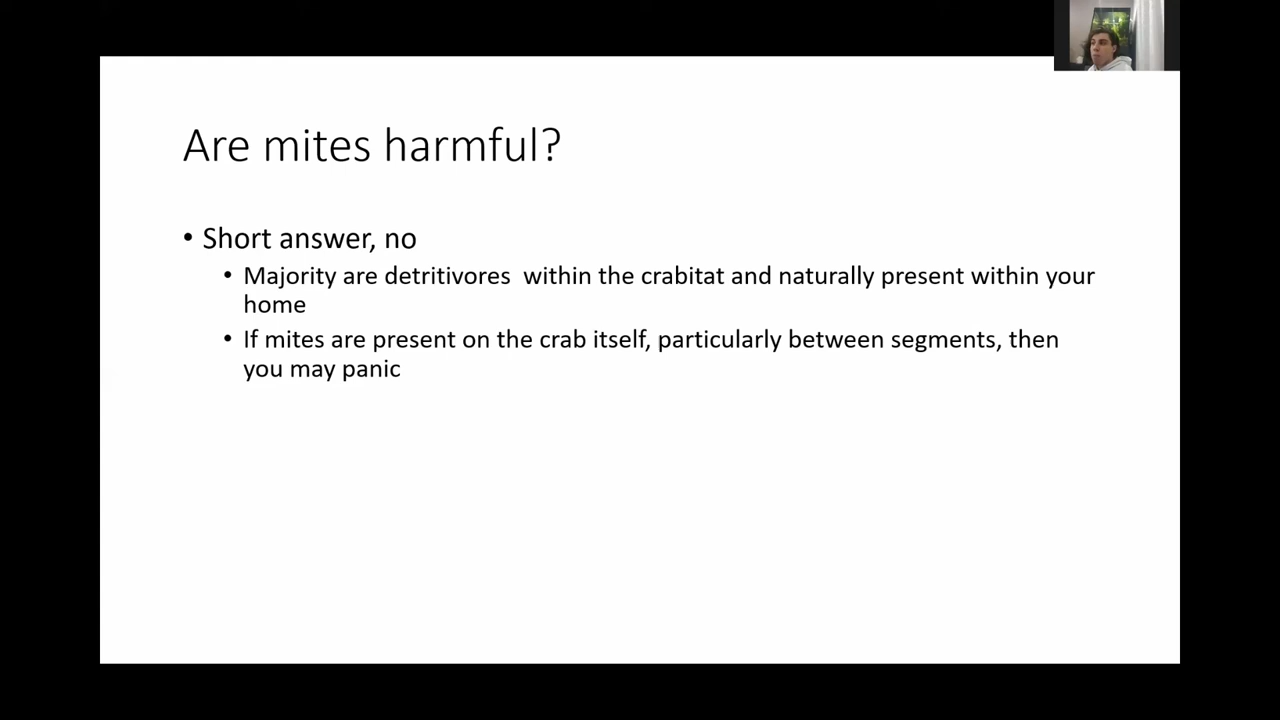 Are mites harmful?
• Short answer, no
• Majority are detritivores  within the crabitat and naturally present within your
home
• If mites are present on the crab itself, particularly between segments, then
you may panic